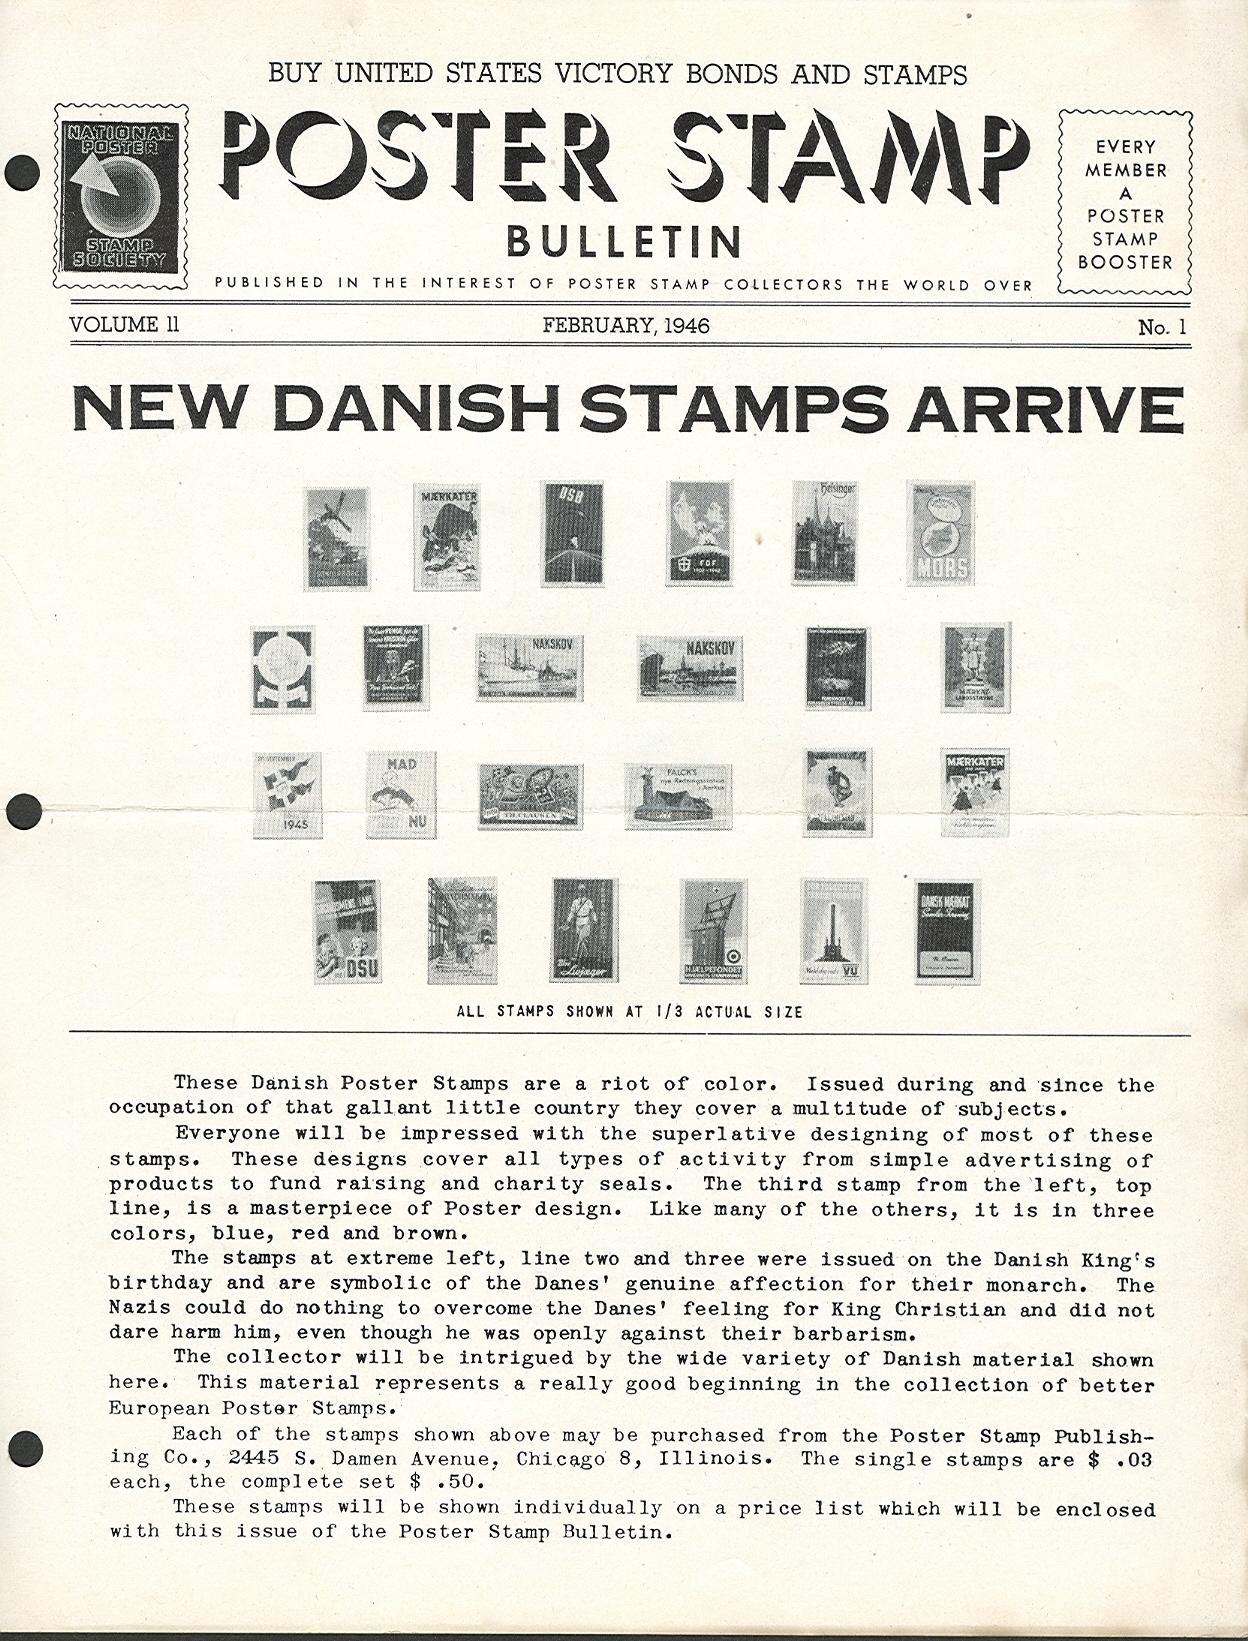 BUY UNITED STATES VICTORY BONDS AND STAMPS
NATIONAL
POSTER
STAMP
SOCIETY
POSTER STAMP
BULLETIN
PUBLISHED IN THE INTEREST OF POSTER STAMP COLLECTORS THE WORLD OVER
EVERY
MEMBER
A
POSTER
STAMP
BOOSTER
VOLUME 11 FEBRUARY, 1946 No. 1
NEW DANISH STAMPS ARRIVE
MÆRKATER
DSB
FDF
Helsingør
MORS
NAKSKOV
NAKSKOV
MÆRKAT
1945
MAD
NU
TH. CLAUSEN
FALCK'S
nye Redningsstation
Aarhus
MÆRKATER
DSU
HJÆLPEFONDET
VU
DANSK MÆRKAT
ALL STAMPS SHOWN AT 1/3 ACTUAL SIZE
These Danish Poster Stamps are a riot of color. Issued during and since the
occupation of that gallant little country they cover a multitude of subjects.
Everyone will be impressed with the superlative designing of most of these
stamps. These designs cover all types of activity from simple advertising of
products to fund raising and charity seals. The third stamp from the left, top
line, is a masterpiece of Poster design. Like many of the others, it is in three
colors, blue, red and brown.
The stamps at extreme left, line two and three were issued on the Danish King's
birthday and are symbolic of the Danes' genuine affection for their monarch. The
Nazis could do nothing to overcome the Danes' feeling for King Christian and did not
dare harm him, even though he was openly against their barbarism.
The collector will be intrigued by the wide variety of Danish material shown
here. This material represents a really good beginning in the collection of better
European Poster Stamps.
Each of the stamps shown above may be purchased from the Poster Stamp Publish-
ing Co., 2445 S. Damen Avenue, Chicago 8, Illinois. The single stamps are $ .03
each, the complete set $ .50.
These stamps will be shown individually on a price list which will be enclosed
with this issue of the Poster Stamp Bulletin.